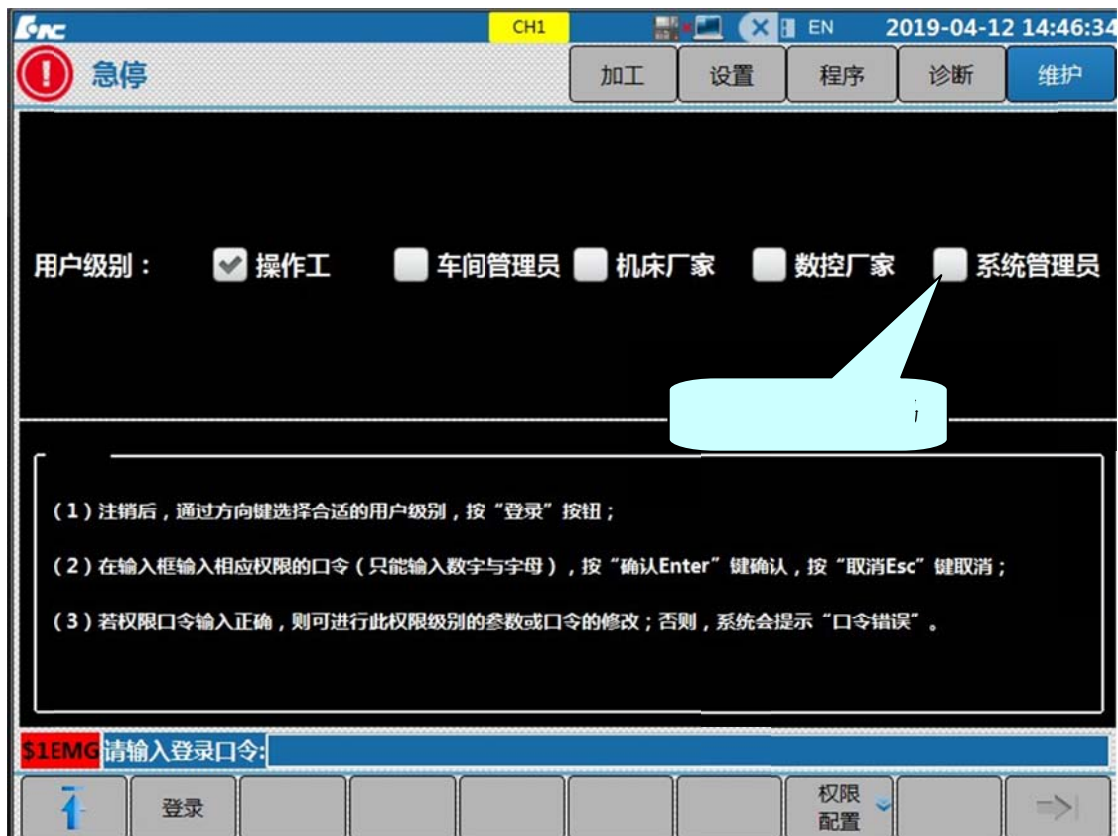 CH1 EN 2019-04-12 14:46:34
急停 加工 设置 程序 诊断 维护
用户级别： 操作工 车间管理员 机床厂家 数控厂家 系统管理员
（1）注销后，通过方向键选择合适的用户级别，按“登录”按钮；
（2）在输入框输入相应权限的口令（只能输入数字与字母），按“确认Enter”键确认，按“取消Esc”键取消；
（3）若权限口令输入正确，则可进行此权限级别的参数或口令的修改；否则，系统会提示“口令错误”。
$1EMG 请输入登录口令:
登录 权限
配置